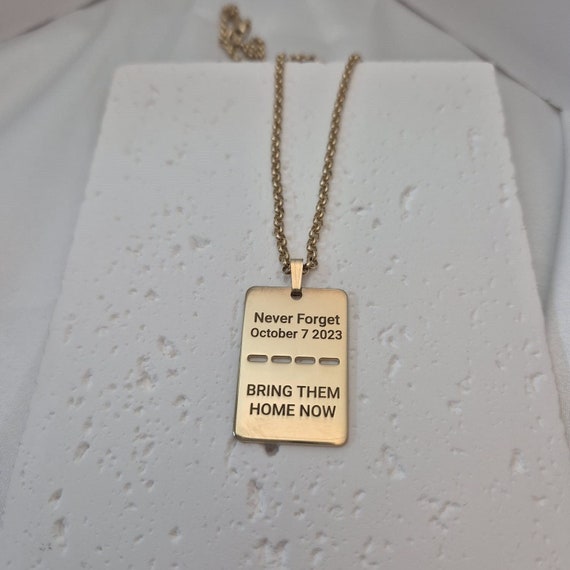 Never Forget
October 7 2023
BRING THEM
HOME NOW